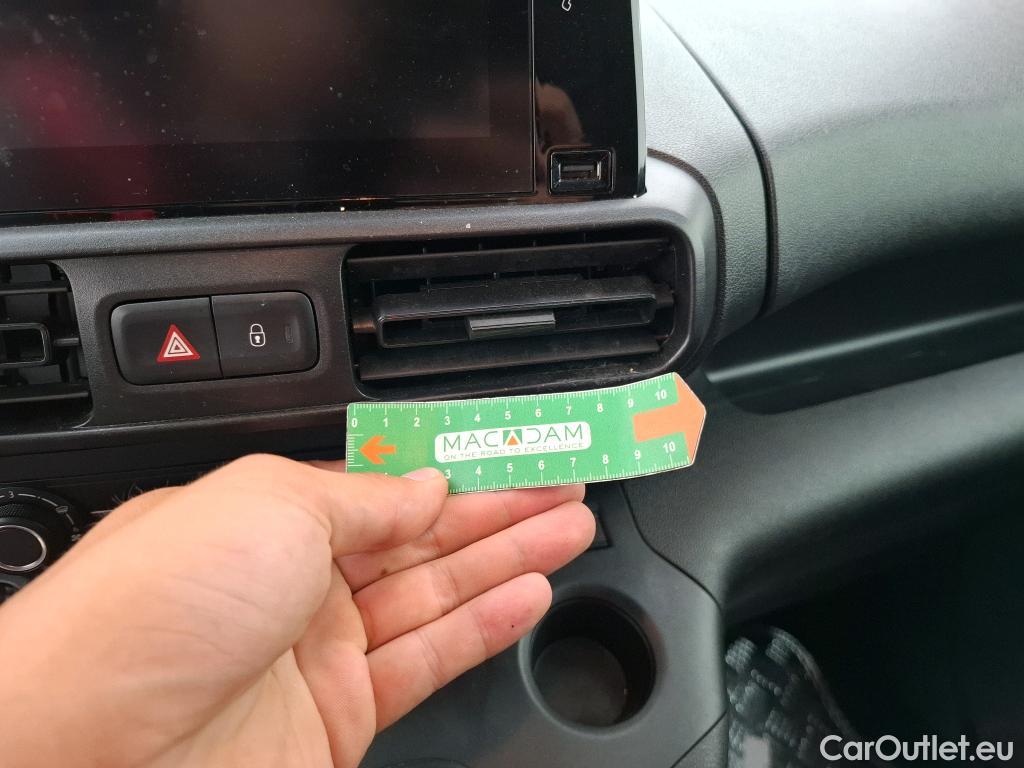 0 1 2 3 4 5 6 7 8 9 10
MACADAM
ON THE ROAD TO EXCELLENCE
3 4 5 6 7 8 9 10
3
CarOutlet.eu